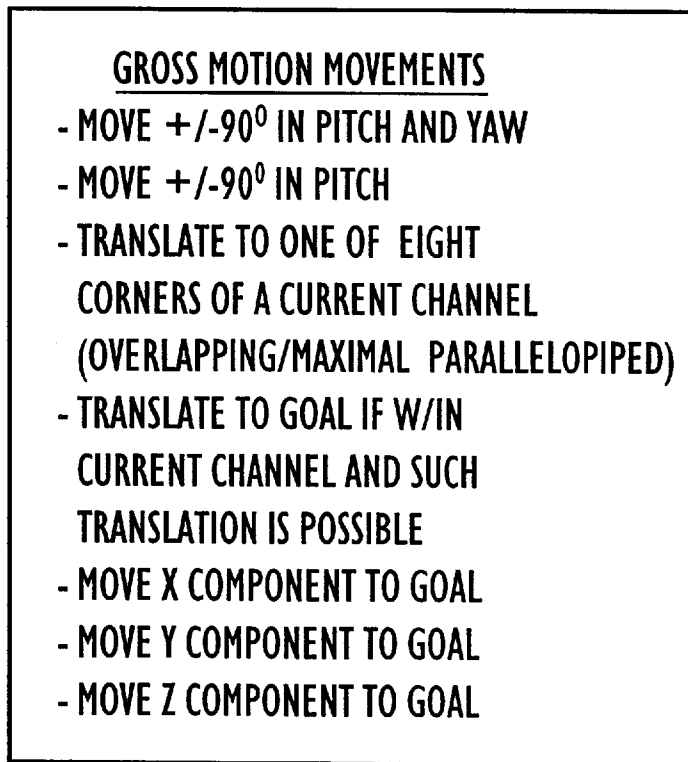 GROSS MOTION MOVEMENTS
- MOVE +/-90⁰ IN PITCH AND YAW
- MOVE +/-90⁰ IN PITCH
- TRANSLATE TO ONE OF EIGHT
CORNERS OF A CURRENT CHANNEL
(OVERLAPPING/MAXIMAL PARALLELOPIPED)
- TRANSLATE TO GOAL IF W/IN
CURRENT CHANNEL AND SUCH
TRANSLATION IS POSSIBLE
- MOVE X COMPONENT TO GOAL
- MOVE Y COMPONENT TO GOAL
- MOVE Z COMPONENT TO GOAL